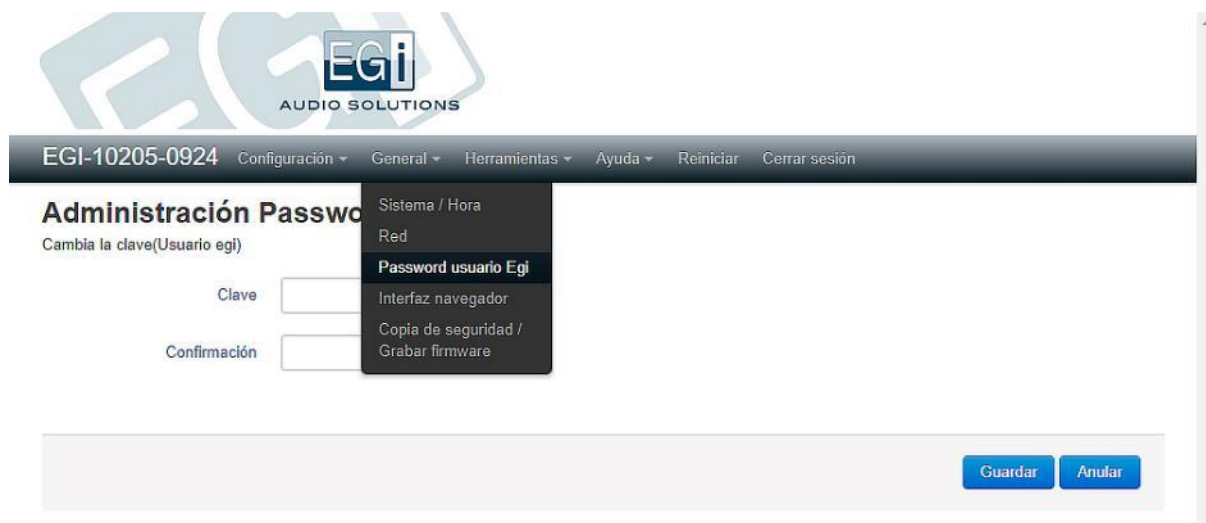 EGi
AUDIO SOLUTIONS
EGI-10205-0924 Configuración General Herramientas Ayuda Reiniciar Cerrar sesión
Administración Passwo
Cambia la clave(Usuario egi)
Sistema / Hora
Red
Password usuario Egi
Interfaz navegador
Copia de seguridad /
Grabar firmware
Clave
Confirmación
Guardar Anular